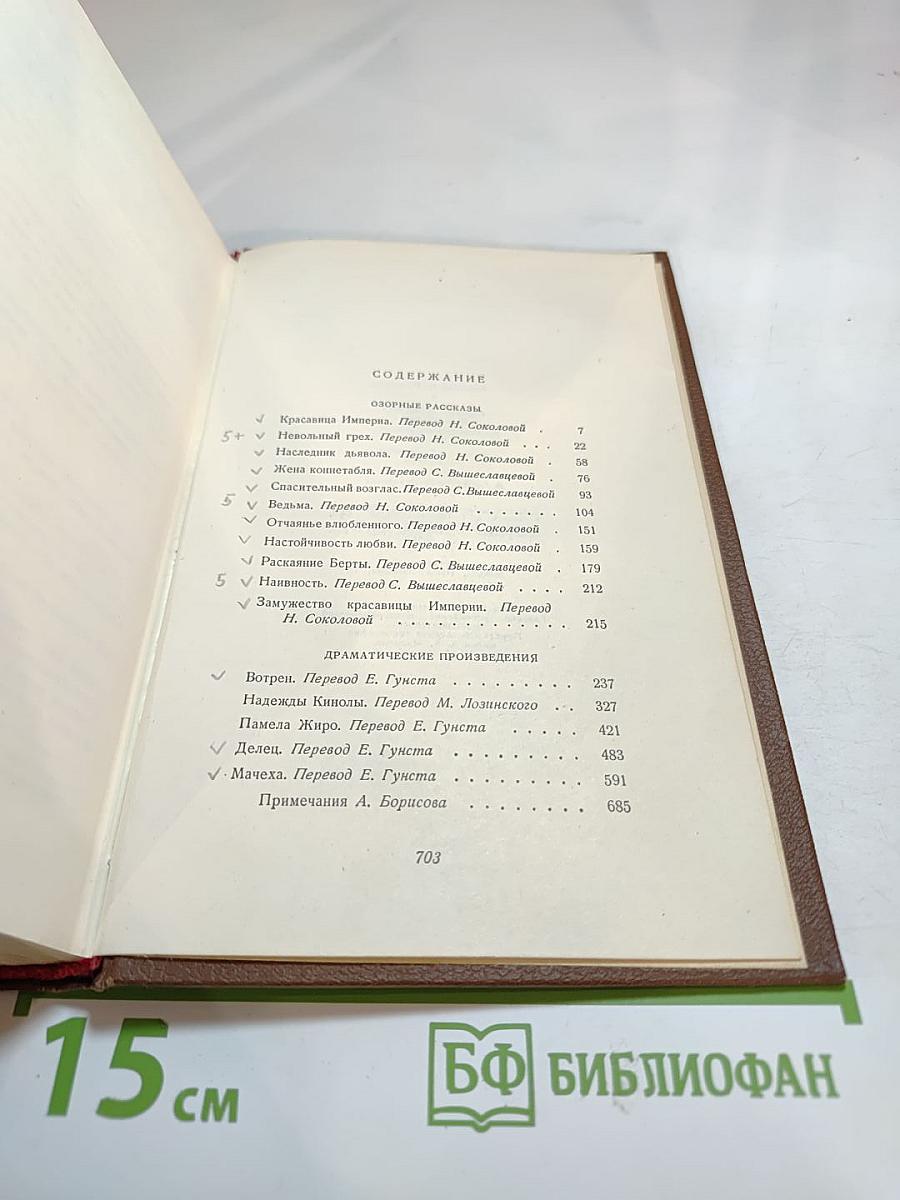 СОДЕРЖАНИЕ
ОЗОРНЫЕ РАССКАЗЫ
✓ Красавица Империа. Перевод Н. Соколовой . 7
5+ ✓ Невольный грех. Перевод Н. Соколовой . . . 22
✓ Наследник дьявола. Перевод Н. Соколовой . 58
✓ Жена коннетабля. Перевод С. Вышеславцевой . 76
✓ Спасительный возглас. Перевод С. Вышеславцевой 93
5 ✓ Ведьма. Перевод Н. Соколовой . . . . . . . 104
✓ Отчаянье влюбленного. Перевод Н. Соколовой . 151
✓ Настойчивость любви. Перевод Н. Соколовой . 159
✓ Раскаяние Берты. Перевод С. Вышеславцевой . 179
5 ✓ Наивность. Перевод С. Вышеславцевой . . . . 212
✓ Замужество красавицы Империи. Перевод
Н. Соколовой . . . . . . . . . . . . . 215
ДРАМАТИЧЕСКИЕ ПРОИЗВЕДЕНИЯ
✓ Вотрен. Перевод Е. Гунста . . . . . . . . . 237
Надежды Кинолы. Перевод М. Лозинского . . 327
Памела Жиро. Перевод Е. Гунста . . . . . 421
✓ Делец. Перевод Е. Гунста . . . . . . . . . 483
✓ Мачеха. Перевод Е. Гунста . . . . . . . . . 591
Примечания А. Борисова . . . . . . . . 685
703
15 см
БФ БИБЛИОФАН